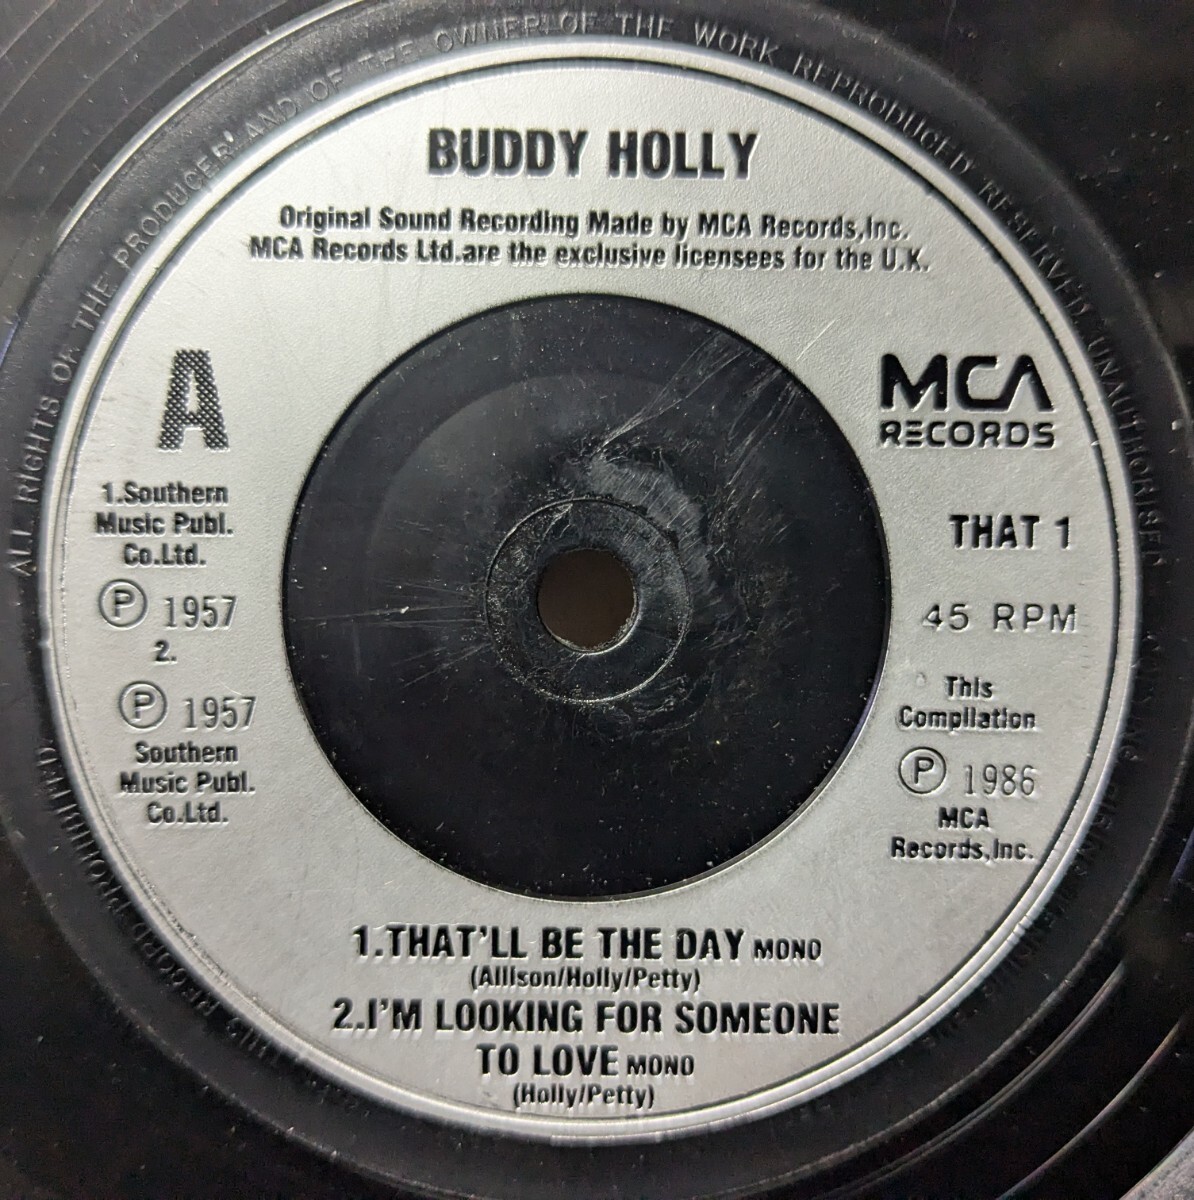 ALL RIGHTS OF THE PRODUCER AND OF THE OWNER OF THE WORK REPRODUCED RESERVED UNAUTHORISED
THIS RECORD PROHIBITED
BUDDY HOLLY
Original Sound Recording Made by MCA Records,Inc.
MCA Records Ltd.are the exclusive licensees for the U.K.
A
1.Southern
Music Publ.
Co.Ltd.
Ⓟ 1957
2.
Ⓟ 1957
Southern
Music Publ.
Co.Ltd.
MCA
RECORDS
THAT 1
45 RPM
This
Compilation
Ⓟ 1986
MCA
Records,Inc.
1.THAT'LL BE THE DAY MONO
(Allison/Holly/Petty)
2.I'M LOOKING FOR SOMEONE
TO LOVE MONO
(Holly/Petty)